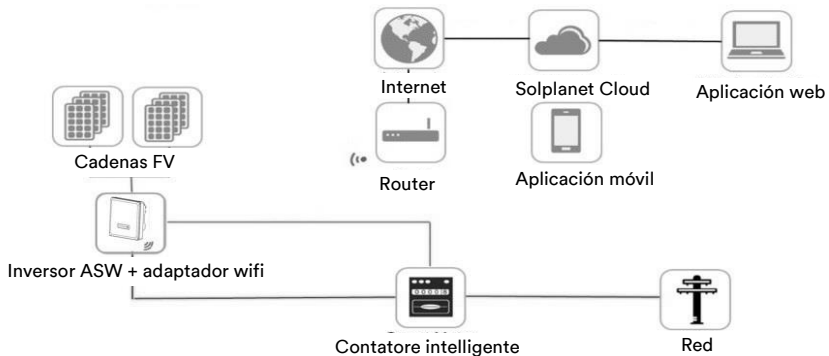 Internet
Solplanet Cloud
Aplicación web
Cadenas FV
Router
Aplicación móvil
Inversor ASW + adaptador wifi
Contatore intelligente
Red